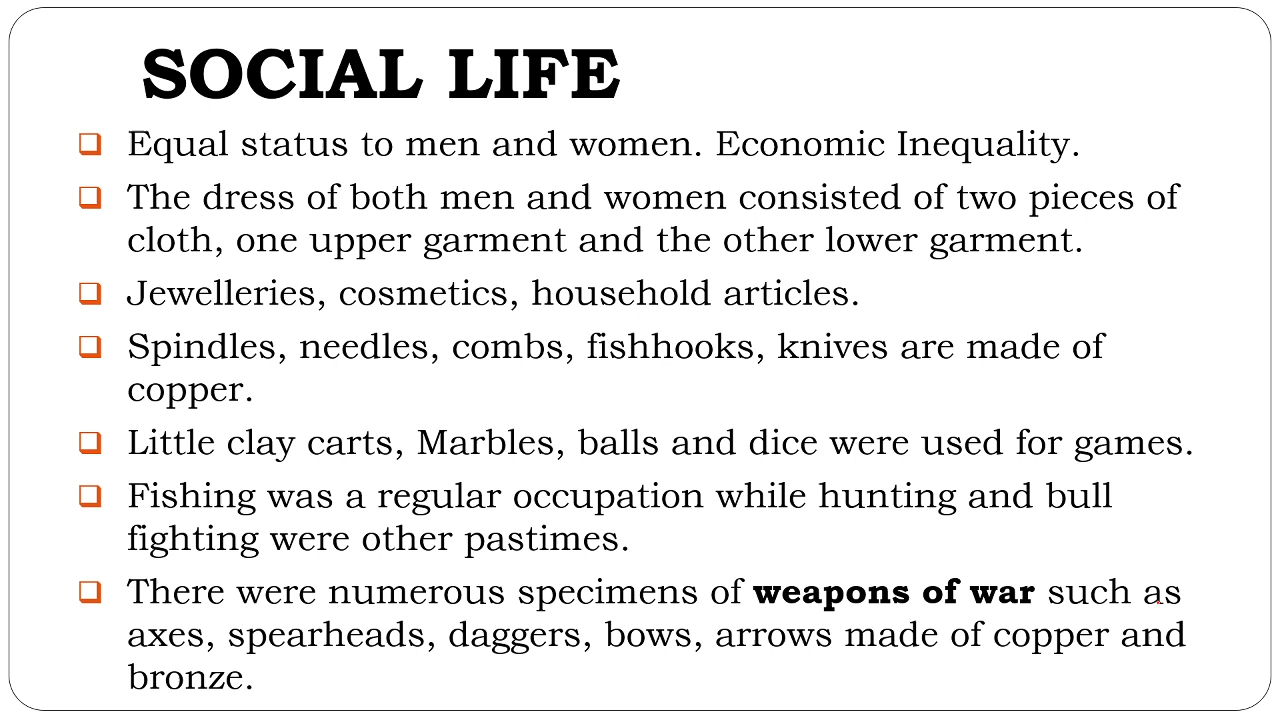 SOCIAL LIFE
Equal status to men and women. Economic Inequality.
The dress of both men and women consisted of two pieces of
cloth, one upper garment and the other lower garment.
Jewelleries, cosmetics, household articles.
Spindles, needles, combs, fishhooks, knives are made of
copper.
Little clay carts, Marbles, balls and dice were used for games.
Fishing was a regular occupation while hunting and bull
fighting were other pastimes.
There were numerous specimens of weapons of war such as
axes, spearheads, daggers, bows, arrows made of copper and
bronze.